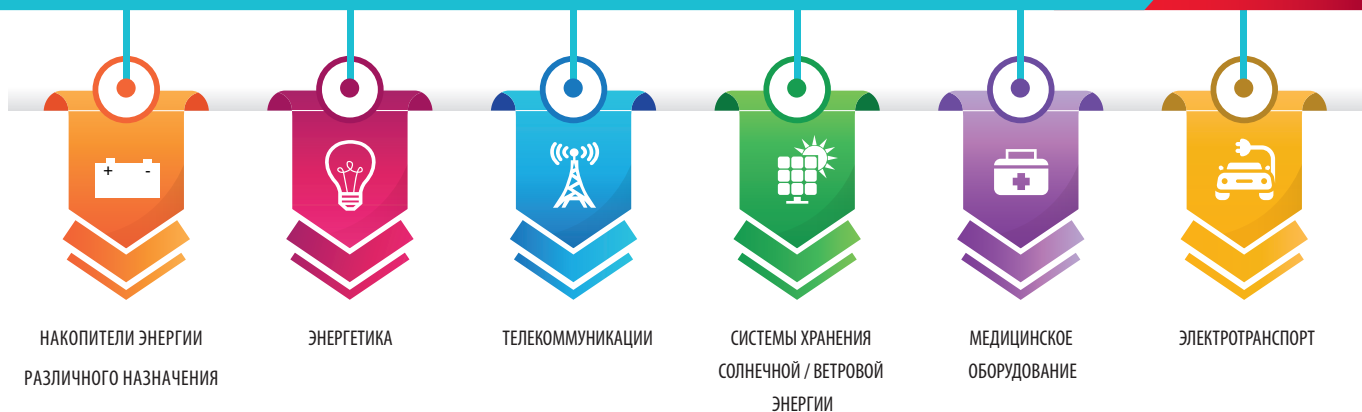 + -
НАКОПИТЕЛИ ЭНЕРГИИ
РАЗЛИЧНОГО НАЗНАЧЕНИЯ
ЭНЕРГЕТИКА
ТЕЛЕКОММУНИКАЦИИ
СИСТЕМЫ ХРАНЕНИЯ
СОЛНЕЧНОЙ / ВЕТРОВОЙ
ЭНЕРГИИ
МЕДИЦИНСКОЕ
ОБОРУДОВАНИЕ
ЭЛЕКТРОТРАНСПОРТ